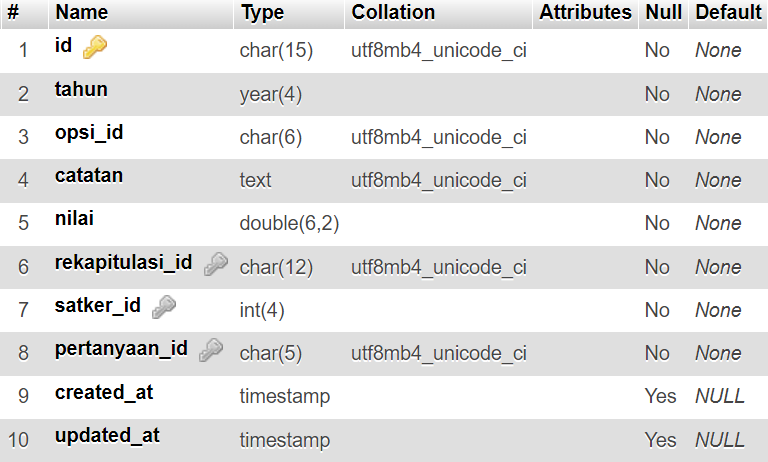 # Name Type Collation Attributes Null Default
1 id char(15) utf8mb4_unicode_ci No None
2 tahun year(4) No None
3 opsi_id char(6) utf8mb4_unicode_ci No None
4 catatan text utf8mb4_unicode_ci No None
5 nilai double(6,2) No None
6 rekapitulasi_id char(12) utf8mb4_unicode_ci No None
7 satker_id int(4) No None
8 pertanyaan_id char(5) utf8mb4_unicode_ci No None
9 created_at timestamp Yes NULL
10 updated_at timestamp Yes NULL